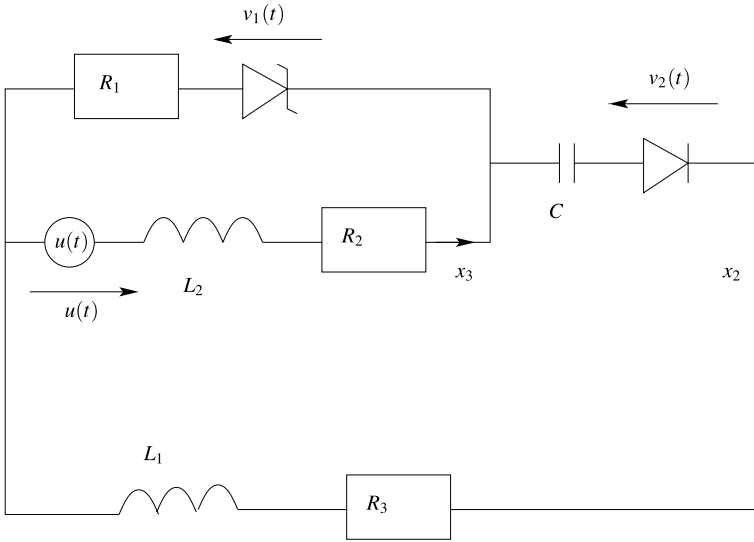 v₁(t)
R₁
v₂(t)
C
u(t)
R₂
L₂
x₃
x₂
u(t)
L₁
R₃